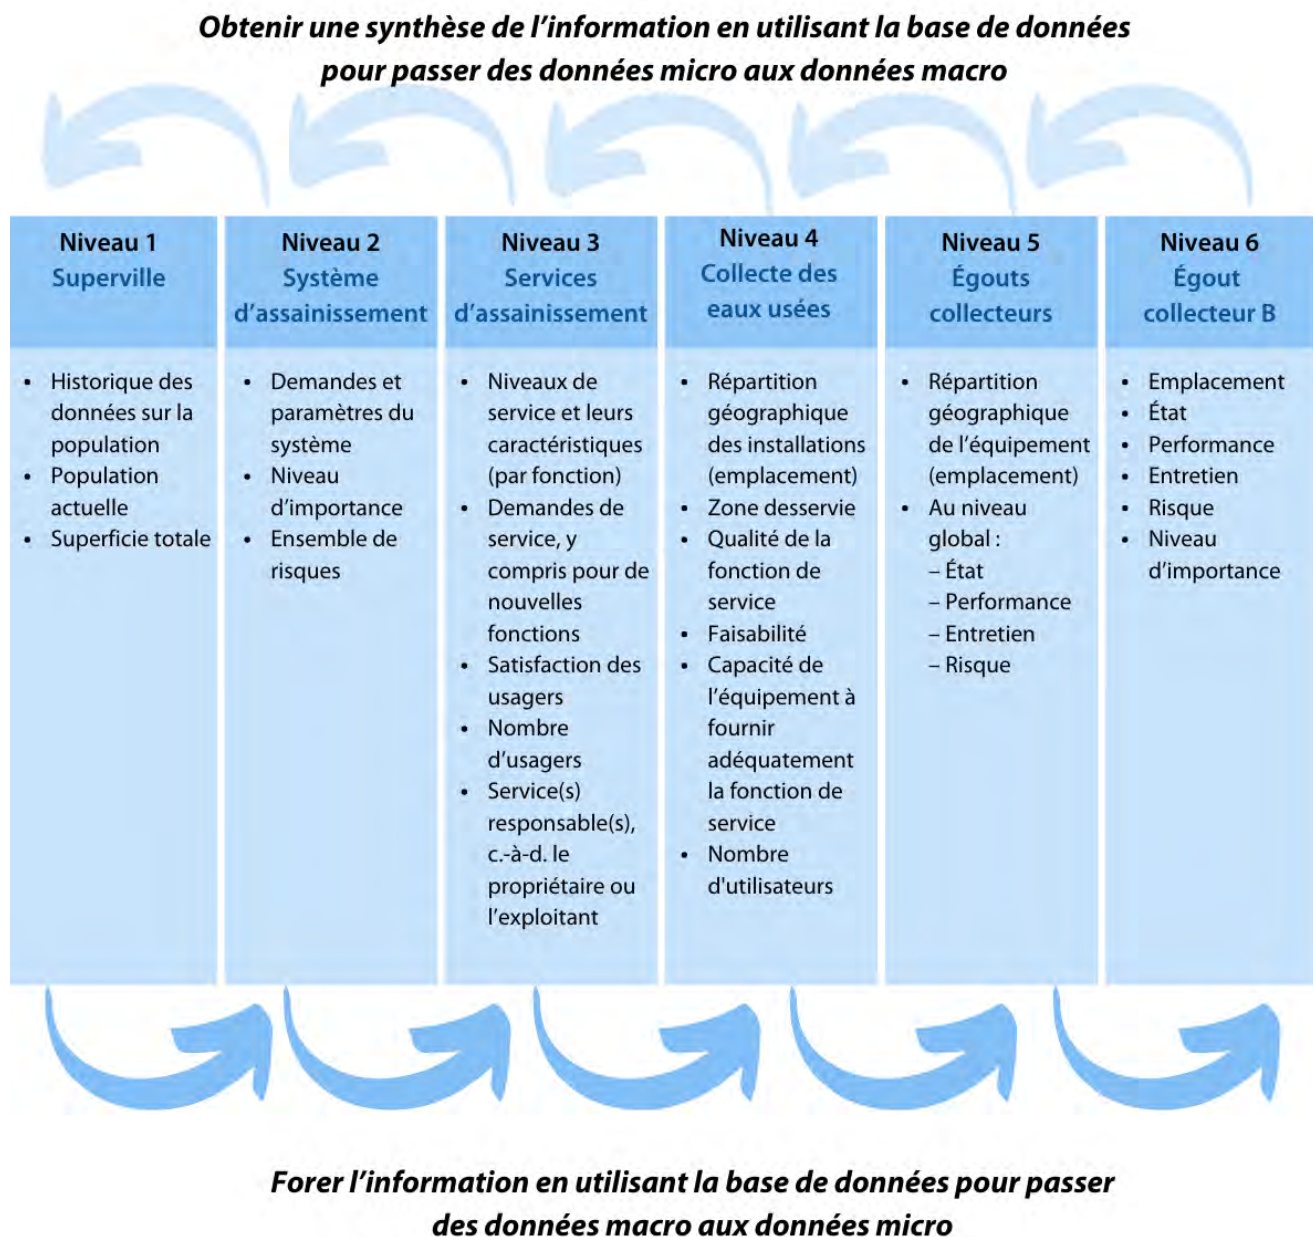 Obtenir une synthèse de l’information en utilisant la base de données
pour passer des données micro aux données macro
Niveau 1
Superville
• Historique des
données sur la
population
• Population
actuelle
• Superficie totale
Niveau 2
Système
d’assainissement
• Demandes et
paramètres du
système
• Niveau
d’importance
• Ensemble de
risques
Niveau 3
Services
d’assainissement
• Niveaux de
service et leurs
caractéristiques
(par fonction)
• Demandes de
service, y
compris pour de
nouvelles
fonctions
• Satisfaction des
usagers
• Nombre
d’usagers
• Service(s)
responsable(s),
c.-à-d. le
propriétaire ou
l’exploitant
Niveau 4
Collecte des
eaux usées
• Répartition
géographique
des installations
(emplacement)
• Zone desservie
• Qualité de la
fonction de
service
• Faisabilité
• Capacité de
l’équipement à
fournir
adéquatement
la fonction de
service
• Nombre
d'utilisateurs
Niveau 5
Égouts
collecteurs
• Répartition
géographique
de l’équipement
(emplacement)
• Au niveau
global :
– État
– Performance
– Entretien
– Risque
Niveau 6
Égout
collecteur B
• Emplacement
• État
• Performance
• Entretien
• Risque
• Niveau
d’importance
Forer l’information en utilisant la base de données pour passer
des données macro aux données micro